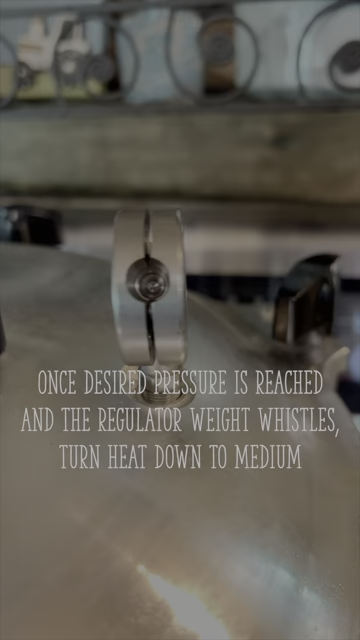 ONCE DESIRED PRESSURE IS REACHED
AND THE REGULATOR WEIGHT WHISTLES,
TURN HEAT DOWN TO MEDIUM